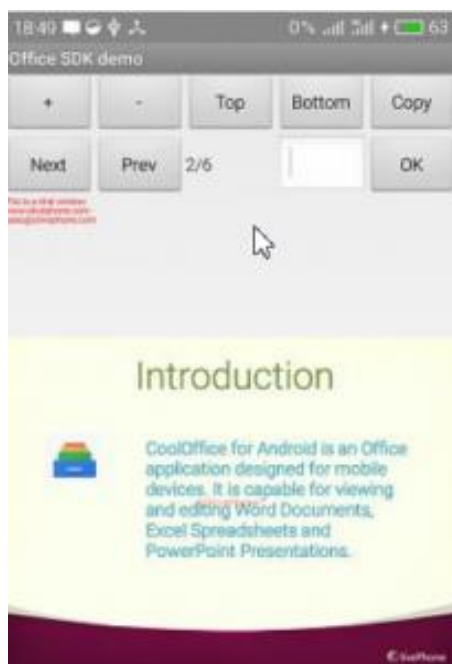 18:49 0% 63
Office SDK demo
+ - Top Bottom Copy
Next Prev 2/6 OK
Introduction
CoolOffice for Android is an Office
application designed for mobile
devices. It is capable for viewing
and editing Word Documents,
Excel Spreadsheets and
PowerPoint Presentations.